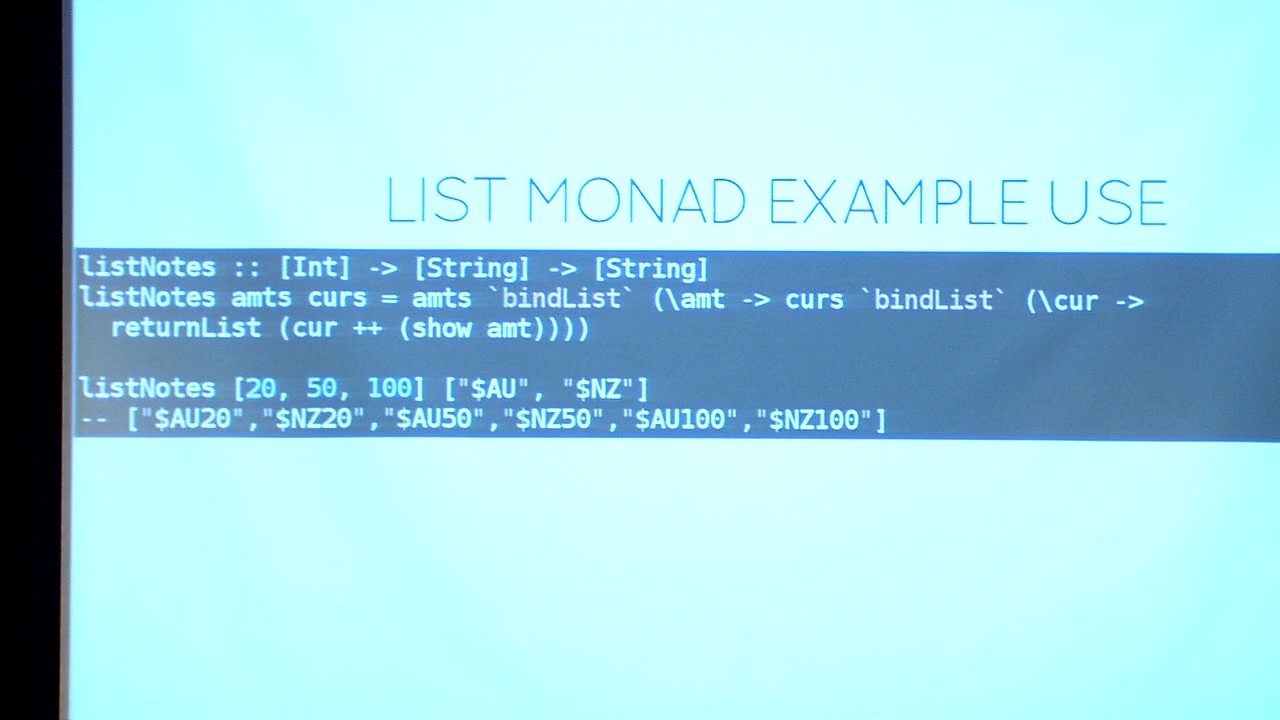 LIST MONAD EXAMPLE USE
listNotes :: [Int] -> [String] -> [String]
listNotes amts curs = amts `bindList` (\amt -> curs `bindList` (\cur ->
  returnList (cur ++ (show amt))))
listNotes [20, 50, 100] ["$AU", "$NZ"]
-- ["$AU20","$NZ20","$AU50","$NZ50","$AU100","$NZ100"]